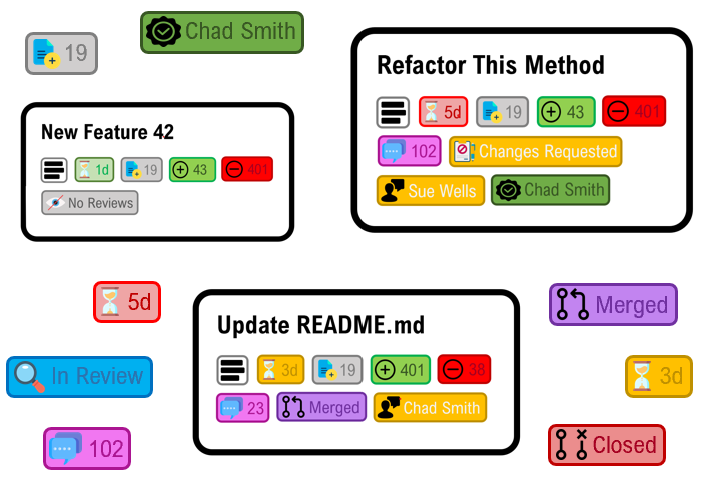 19
Chad Smith
Refactor This Method
5d 19 43 401
102 Changes Requested
Sue Wells Chad Smith
New Feature 42
1d 19 43 401
No Reviews
5d
In Review
102
Update README.md
3d 19 401 38
23 Merged Chad Smith
Merged
3d
Closed